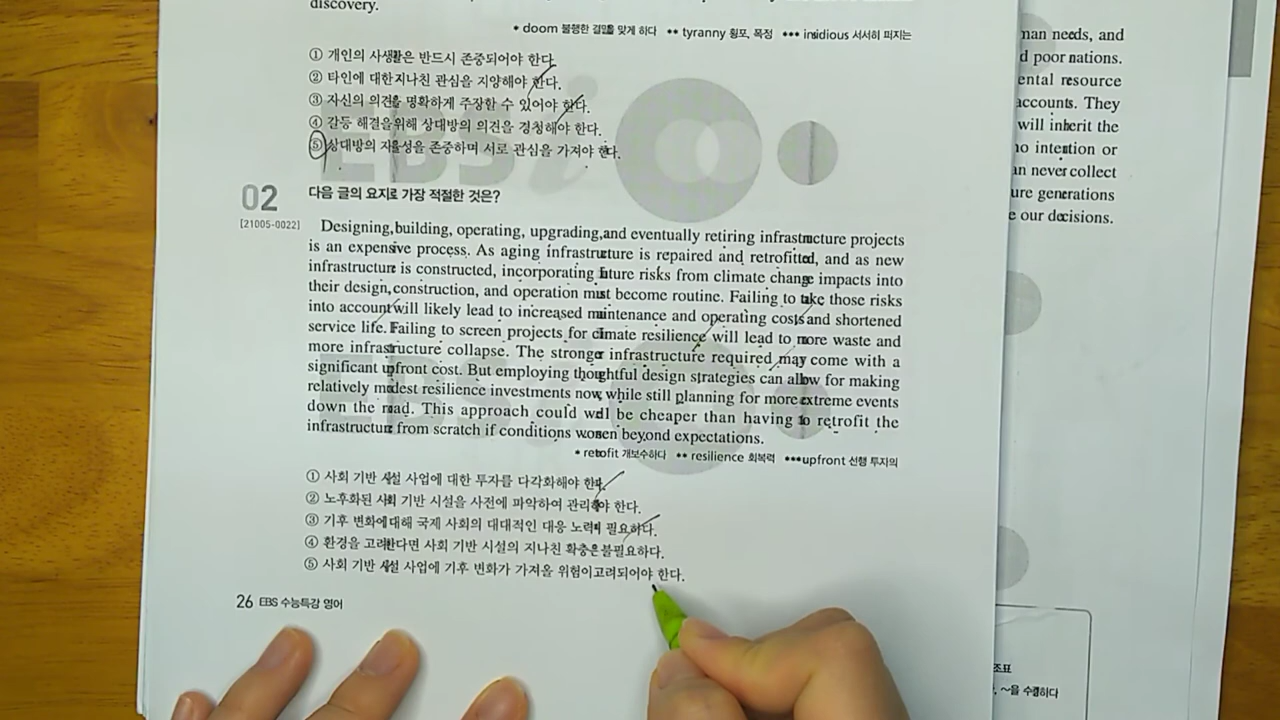 discovery.
* doom 불행한 결말을 맞게 하다 ** tyranny 횡포, 폭정 *** insidious 서서히 퍼지는
① 개인의 사생활은 반드시 존중되어야 한다.
② 타인에 대한 지나친 관심을 지양해야 한다.
③ 자신의 의견을 명확하게 주장할 수 있어야 한다.
④ 갈등 해결을 위해 상대방의 의견을 경청해야 한다.
⑤ 상대방의 자율성을 존중하며 서로 관심을 가져야 한다.
02 다음 글의 요지로 가장 적절한 것은?
[21005-0022]
Designing, building, operating, upgrading, and eventually retiring infrastructure projects
is an expensive process. As aging infrastructure is repaired and retrofitted, and as new
infrastructure is constructed, incorporating future risks from climate change impacts into
their design, construction, and operation must become routine. Failing to take those risks
into account will likely lead to increased maintenance and operating costs and shortened
service life. Failing to screen projects for climate resilience will lead to more waste and
more infrastructure collapse. The stronger infrastructure required may come with a
significant upfront cost. But employing thoughtful design strategies can allow for making
relatively modest resilience investments now, while still planning for more extreme events
down the road. This approach could well be cheaper than having to retrofit the
infrastructure from scratch if conditions worsen beyond expectations.
* retrofit 개보수하다 ** resilience 회복력 *** upfront 선행 투자의
① 사회 기반 시설 사업에 대한 투자를 다각화해야 한다.
② 노후화된 사회 기반 시설을 사전에 파악하여 관리해야 한다.
③ 기후 변화에 대해 국제 사회의 대대적인 대응 노력이 필요하다.
④ 환경을 고려한다면 사회 기반 시설의 지나친 확충은 불필요하다.
⑤ 사회 기반 시설 사업에 기후 변화가 가져올 위험이 고려되어야 한다.
26 EBS 수능특강 영어
EBSi
EBSi
man needs, and
d poor nations.
ental resource
accounts. They
will inherit the
no intention or
an never collect
ure generations
e our decisions.
조표
, ~을 수결하다